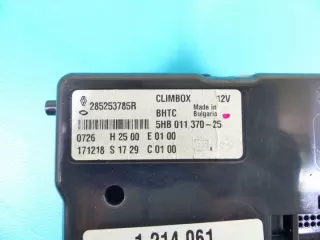 285253785R
CLIMBOX 12V
BHTC Made in Bulgaria
5HB 011 370-25
0726 H 25 00 E 01 00
171218 S 17 29 C 01 00
1 214 061